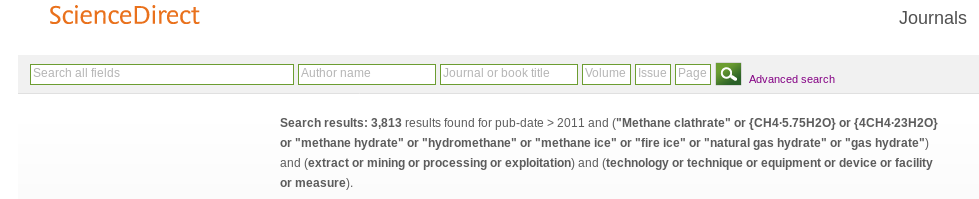 ScienceDirect
Journals
Search all fields Author name Journal or book title Volume Issue Page Advanced search
Search results: 3,813 results found for pub-date > 2011 and ("Methane clathrate" or {CH4·5.75H2O} or {4CH4·23H2O}
or "methane hydrate" or "hydromethane" or "methane ice" or "fire ice" or "natural gas hydrate" or "gas hydrate")
and (extract or mining or processing or exploitation) and (technology or technique or equipment or device or facility
or measure).